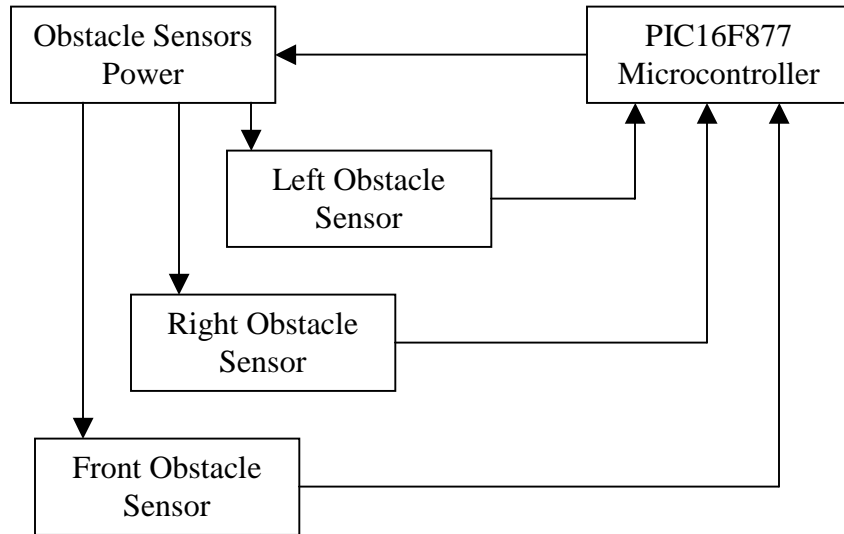 Obstacle Sensors
Power
PIC16F877
Microcontroller
Left Obstacle
Sensor
Right Obstacle
Sensor
Front Obstacle
Sensor